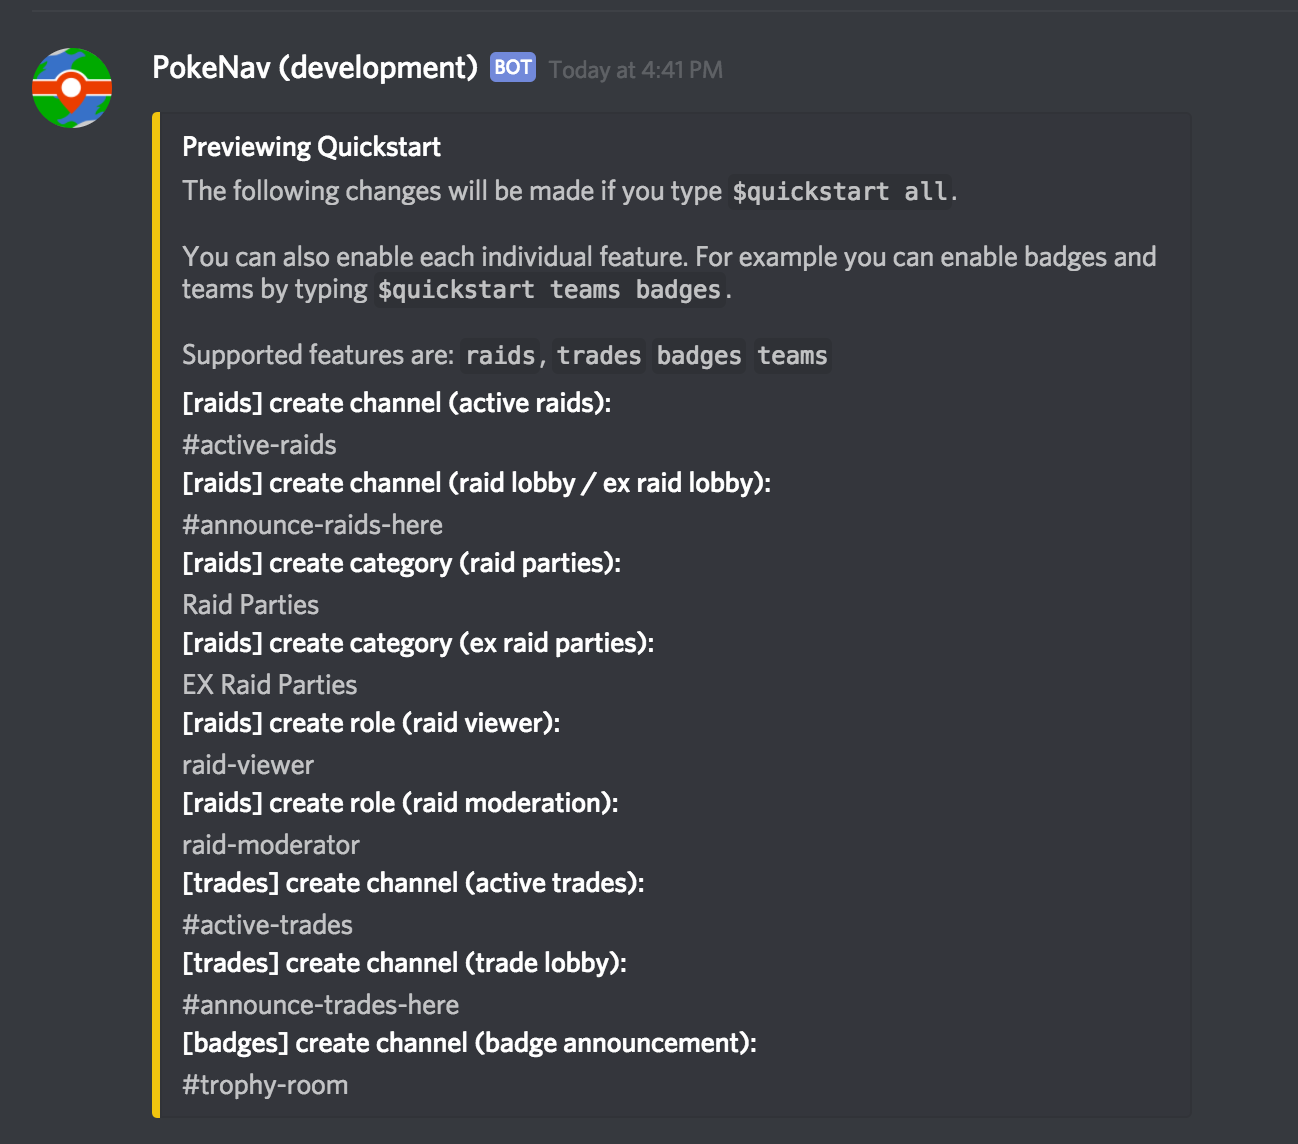 PokeNav (development) BOT Today at 4:41 PM
Previewing Quickstart
The following changes will be made if you type $quickstart all.
You can also enable each individual feature. For example you can enable badges and
teams by typing $quickstart teams badges.
Supported features are: raids, trades badges teams
[raids] create channel (active raids):
#active-raids
[raids] create channel (raid lobby / ex raid lobby):
#announce-raids-here
[raids] create category (raid parties):
Raid Parties
[raids] create category (ex raid parties):
EX Raid Parties
[raids] create role (raid viewer):
raid-viewer
[raids] create role (raid moderation):
raid-moderator
[trades] create channel (active trades):
#active-trades
[trades] create channel (trade lobby):
#announce-trades-here
[badges] create channel (badge announcement):
#trophy-room